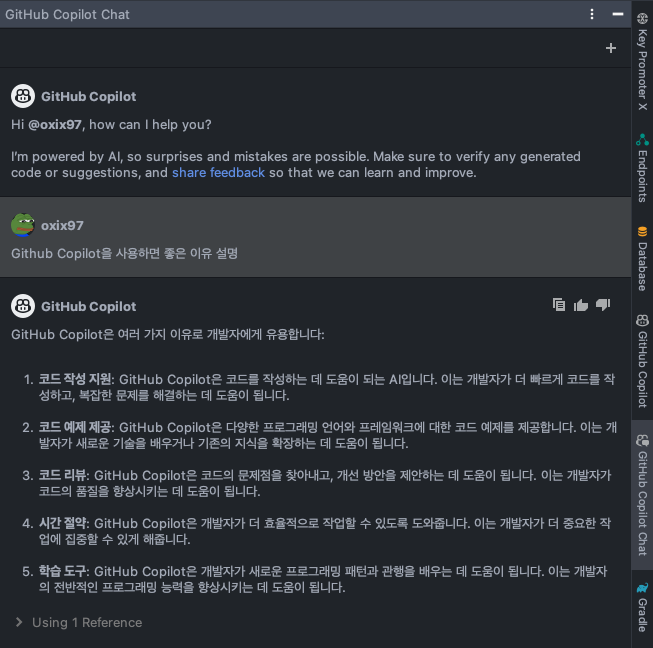 GitHub Copilot Chat
GitHub Copilot
Hi @oxix97, how can I help you?
I'm powered by AI, so surprises and mistakes are possible. Make sure to verify any generated
code or suggestions, and share feedback so that we can learn and improve.
oxix97
Github Copilot을 사용하면 좋은 이유 설명
GitHub Copilot
GitHub Copilot은 여러 가지 이유로 개발자에게 유용합니다:
1. 코드 작성 지원: GitHub Copilot은 코드를 작성하는 데 도움이 되는 AI입니다. 이는 개발자가 더 빠르게 코드를 작
성하고, 복잡한 문제를 해결하는 데 도움이 됩니다.
2. 코드 예제 제공: GitHub Copilot은 다양한 프로그래밍 언어와 프레임워크에 대한 코드 예제를 제공합니다. 이는 개
발자가 새로운 기술을 배우거나 기존의 지식을 확장하는 데 도움이 됩니다.
3. 코드 리뷰: GitHub Copilot은 코드의 문제점을 찾아내고, 개선 방안을 제안하는 데 도움이 됩니다. 이는 개발자가
코드의 품질을 향상시키는 데 도움이 됩니다.
4. 시간 절약: GitHub Copilot은 개발자가 더 효율적으로 작업할 수 있도록 도와줍니다. 이는 개발자가 더 중요한 작
업에 집중할 수 있게 해줍니다.
5. 학습 도구: GitHub Copilot은 개발자가 새로운 프로그래밍 패턴과 관행을 배우는 데 도움이 됩니다. 이는 개발자
의 전반적인 프로그래밍 능력을 향상시키는 데 도움이 됩니다.
Using 1 Reference
Key Promoter X
Endpoints
Database
GitHub Copilot
GitHub Copilot Chat
Gradle